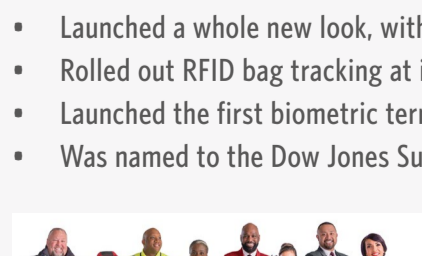 • Launched a whole new look, with
• Rolled out RFID bag tracking at
• Launched the first biometric
• Was named to the Dow Jones